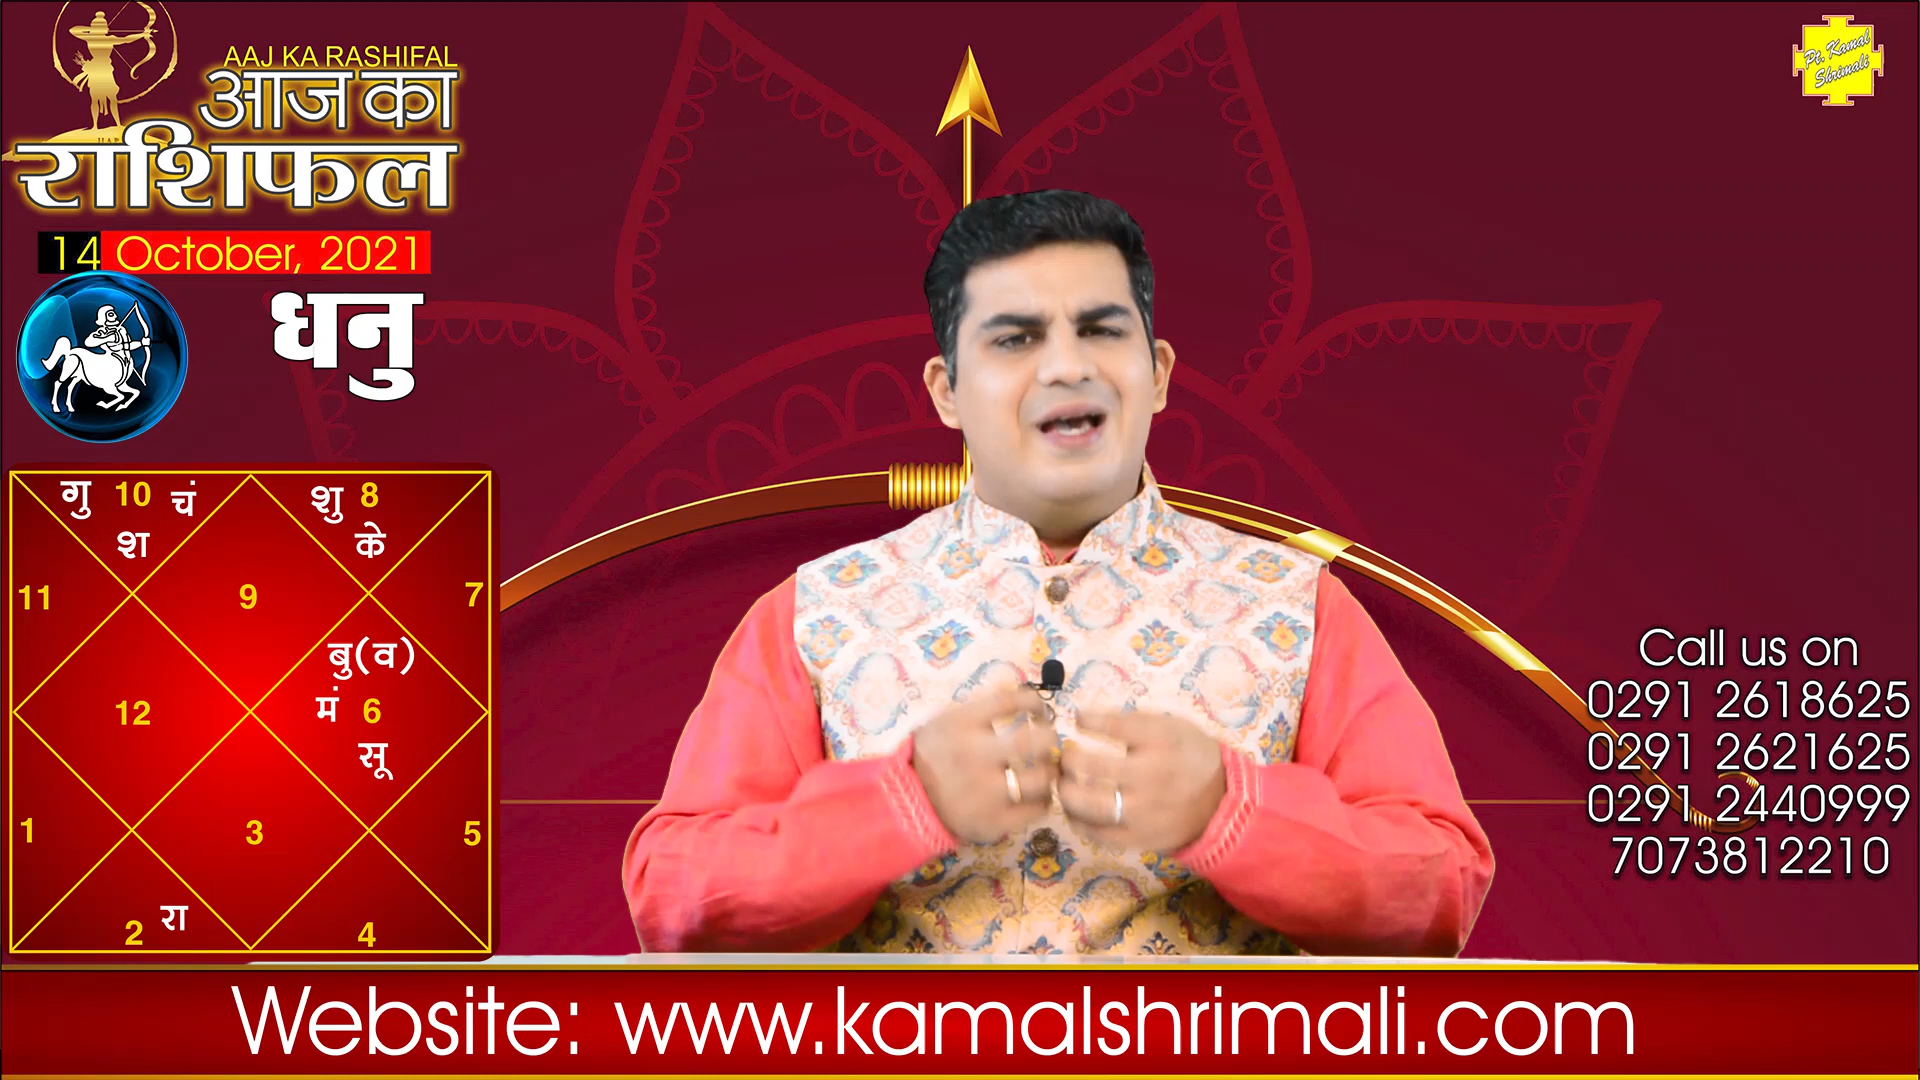 AAJ KA RASHIFAL
आज का
राशिफल
14 October, 2021
धनु
Pt. Kamal
Shrimali
गु 10 चं
श
शु 8
के
11
9
7
बु(व)
12
मं 6
सू
1
3
5
2 रा
4
Call us on
0291 2618625
0291 2621625
0291 2440999
7073812210
Website: www.kamalshrimali.com